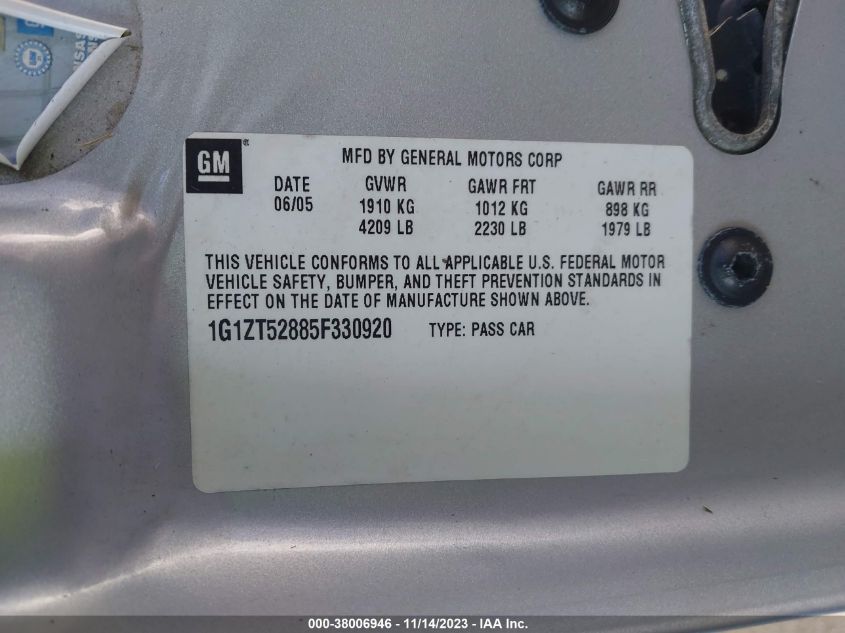 GM ®
MFD BY GENERAL MOTORS CORP
DATE GVWR GAWR FRT GAWR RR
06/05 1910 KG 1012 KG 898 KG
4209 LB 2230 LB 1979 LB
THIS VEHICLE CONFORMS TO ALL APPLICABLE U.S. FEDERAL MOTOR
VEHICLE SAFETY, BUMPER, AND THEFT PREVENTION STANDARDS IN
EFFECT ON THE DATE OF MANUFACTURE SHOWN ABOVE.
1G1ZT52885F330920 TYPE: PASS CAR
000-38006946 - 11/14/2023 - IAA Inc.